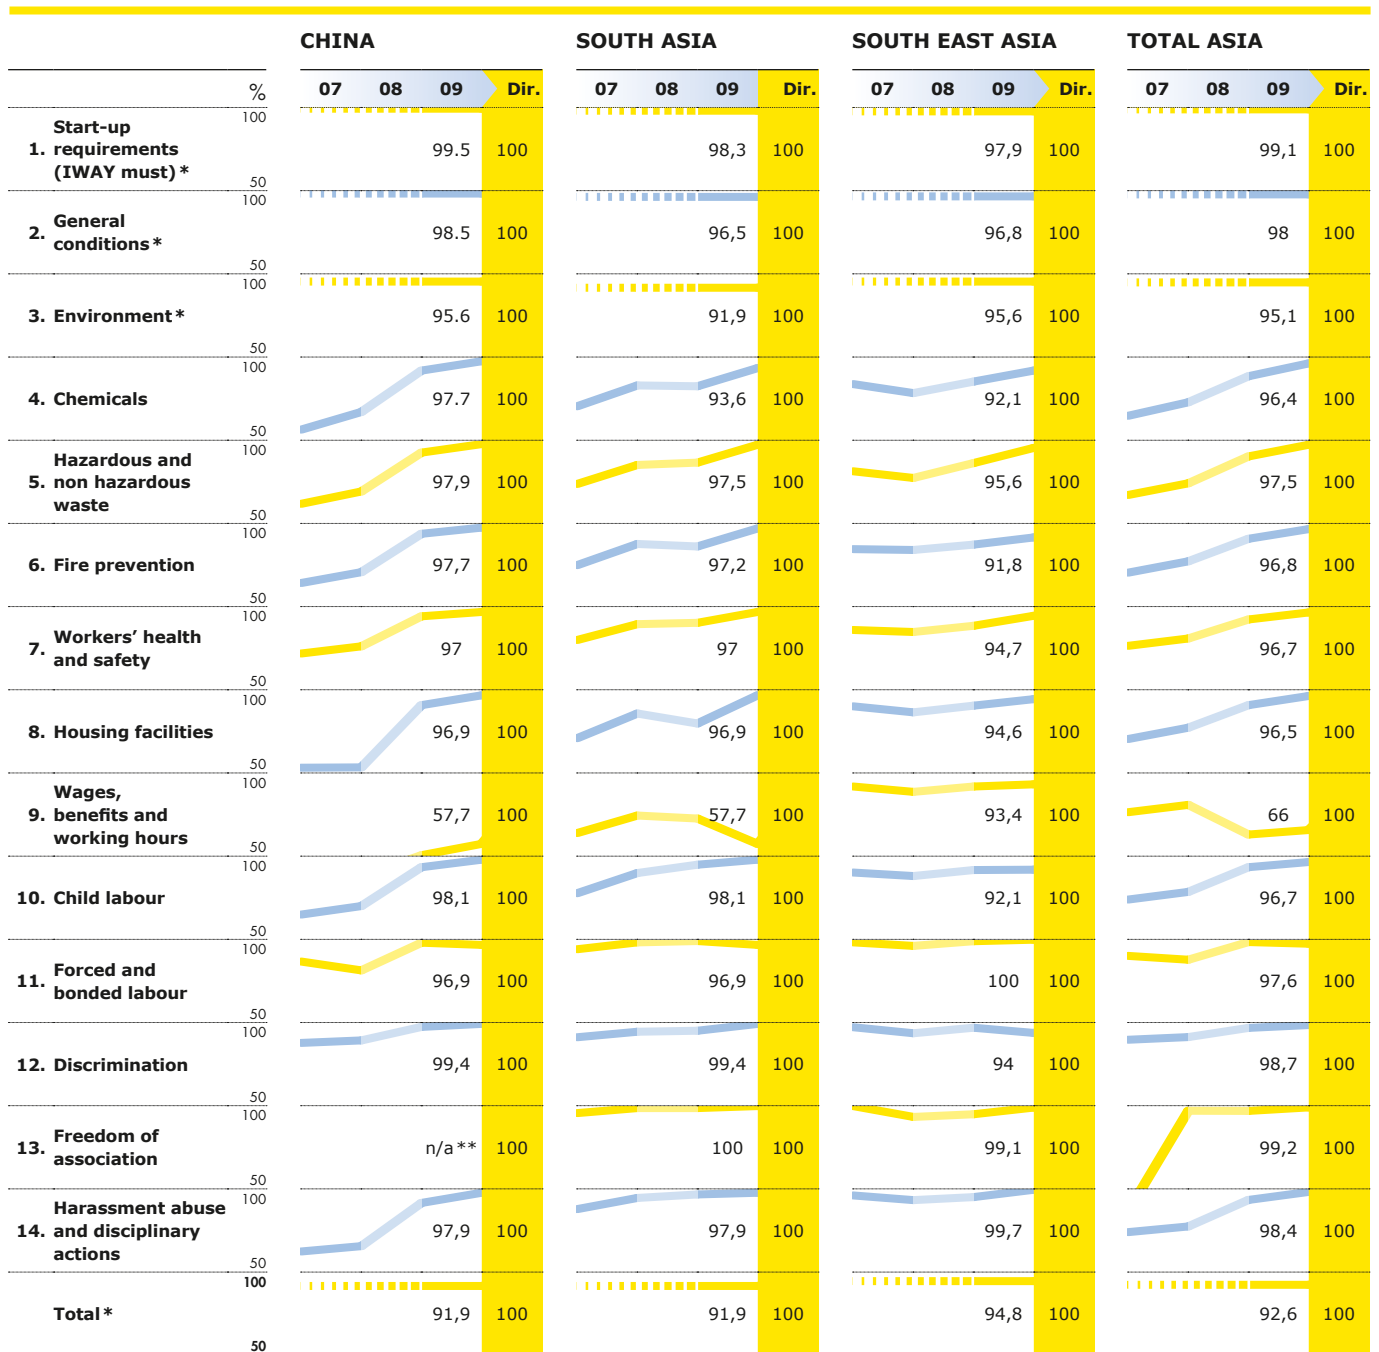 CHINA SOUTH ASIA SOUTH EAST ASIA TOTAL ASIA
% 07 08 09 Dir. 07 08 09 Dir. 07 08 09 Dir. 07 08 09 Dir.
100
Start-up
1. requirements 99.5 100 98,3 100 97,9 100 99,1 100
(IWAY must) *
50
100
General
2. conditions * 98.5 100 96,5 100 96,8 100 98 100
50
100
3. Environment * 95.6 100 91,9 100 95,6 100 95,1 100
50
100
4. Chemicals 97.7 100 93,6 100 92,1 100 96,4 100
50
100
Hazardous and
5. non hazardous 97,9 100 97,5 100 95,6 100 97,5 100
waste
50
100
6. Fire prevention 97,7 100 97,2 100 91,8 100 96,8 100
50
100
Workers’ health
7. and safety 97 100 97 100 94,7 100 96,7 100
50
100
8. Housing facilities 96,9 100 96,9 100 94,6 100 96,5 100
50
100
Wages,
9. benefits and 57,7 100 57,7 100 93,4 100 66 100
working hours
50
100
10. Child labour 98,1 100 98,1 100 92,1 100 96,7 100
50
100
Forced and
11. bonded labour 96,9 100 96,9 100 100 100 97,6 100
50
100
12. Discrimination 99,4 100 99,4 100 94 100 98,7 100
50
100
Freedom of
13. association n/a ** 100 100 100 99,1 100 99,2 100
50
100
Harassment abuse
14. and disciplinary 97,9 100 97,9 100 99,7 100 98,4 100
actions
50
100
Total * 91,9 100 91,9 100 94,8 100 92,6 100
50